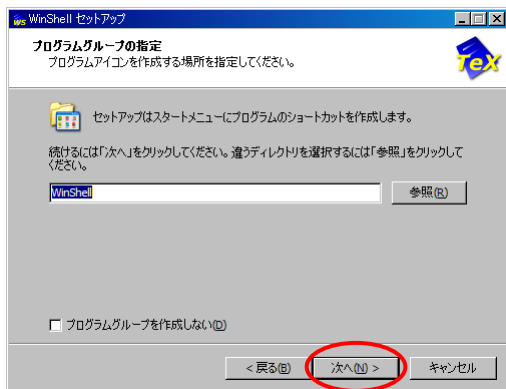 WinShell セットアップ
プログラムグループの指定
プログラムアイコンを作成する場所を指定してください。
TeX
セットアップはスタートメニューにプログラムのショートカットを作成します。
続けるには「次へ」をクリックしてください。違うディレクトリを選択するには「参照」をクリックして
ください。
WinShell
参照(R)
プログラムグループを作成しない(D)
< 戻る(B)
次へ(N) >
キャンセル